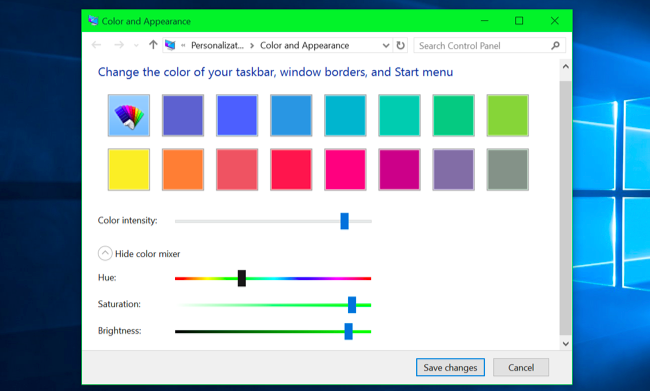 Color and Appearance
« Personalizat... > Color and Appearance
Search Control Panel
Change the color of your taskbar, window borders, and Start menu
Color intensity:
Hide color mixer
Hue:
Saturation:
Brightness:
Save changes
Cancel